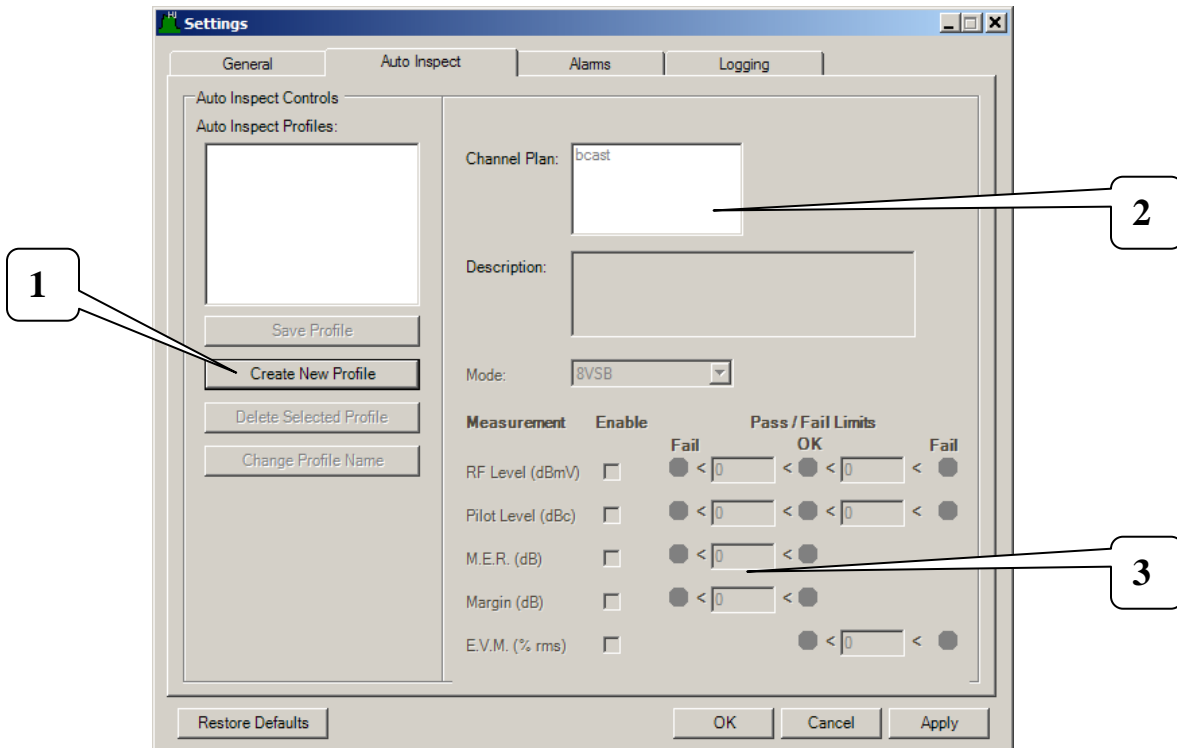 HJ
Settings
General
Auto Inspect
Alarms
Logging
Auto Inspect Controls
Auto Inspect Profiles:
Save Profile
Create New Profile
Delete Selected Profile
Change Profile Name
Channel Plan: bcast
Description:
Mode: 8VSB
Measurement Enable Pass / Fail Limits
Fail OK Fail
RF Level (dBmV) < 0 < < 0 <
Pilot Level (dBc) < 0 < < 0 <
M.E.R. (dB) < 0 <
Margin (dB) < 0 <
E.V.M. (% rms) < 0 <
Restore Defaults
OK
Cancel
Apply
1
2
3